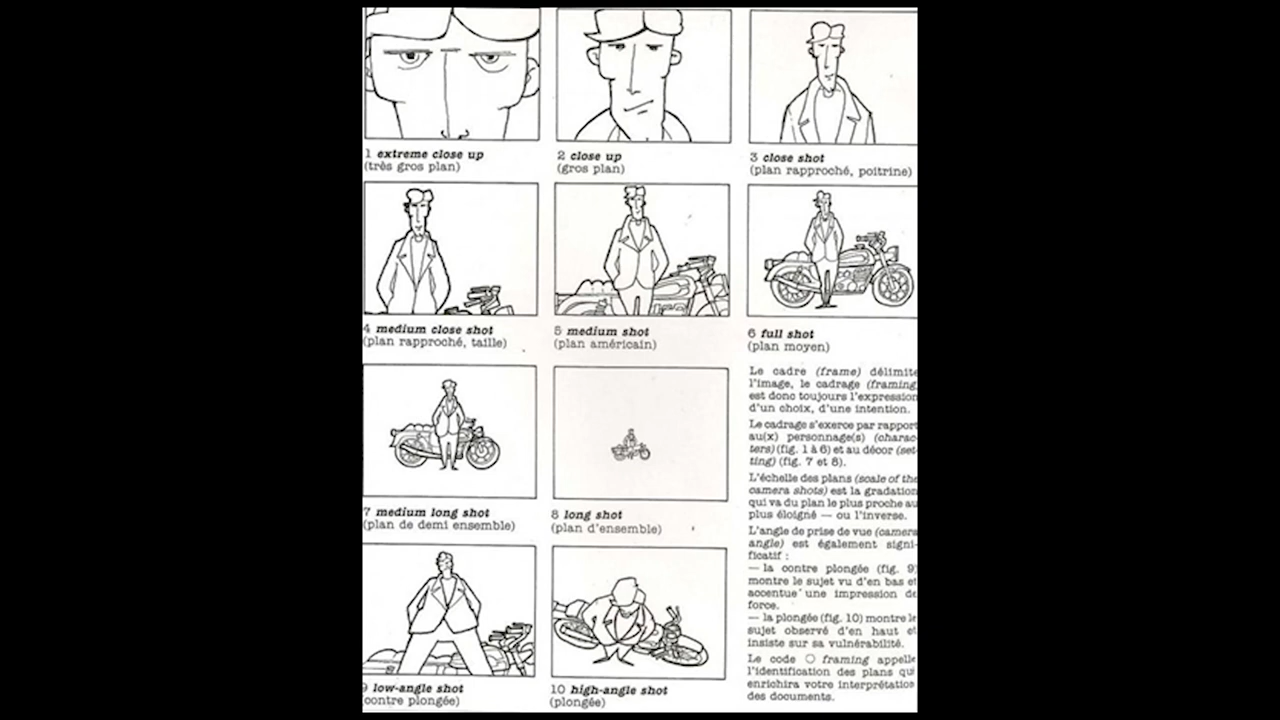 1 extreme close up
(très gros plan)
2 close up
(gros plan)
3 close shot
(plan rapproché, poitrine)
4 medium close shot
(plan rapproché, taille)
5 medium shot
(plan américain)
6 full shot
(plan moyen)
7 medium long shot
(plan de demi ensemble)
8 long shot
(plan d'ensemble)
9 low-angle shot
(contre plongée)
10 high-angle shot
(plongée)
Le cadre (frame) délimite
l'image, le cadrage (framing)
est donc toujours l'expression
d'un choix, d'une intention.
Le cadrage s'exerce par rapport
au(x) personnage(s) (charac-
ters) (fig. 1 à 6) et au décor (set-
ting) (fig. 7 et 8).
L'échelle des plans (scale of the
camera shots) est la gradation
qui va du plan le plus proche au
plus éloigné — ou l'inverse.
L'angle de prise de vue (camera
angle) est également signi-
ficatif :
— la contre plongée (fig. 9)
montre le sujet vu d'en bas et
accentue une impression de
force.
— la plongée (fig. 10) montre le
sujet observé d'en haut et
insiste sur sa vulnérabilité.
Le code framing appelle
l'identification des plans qui
enrichira votre interprétation
des documents.